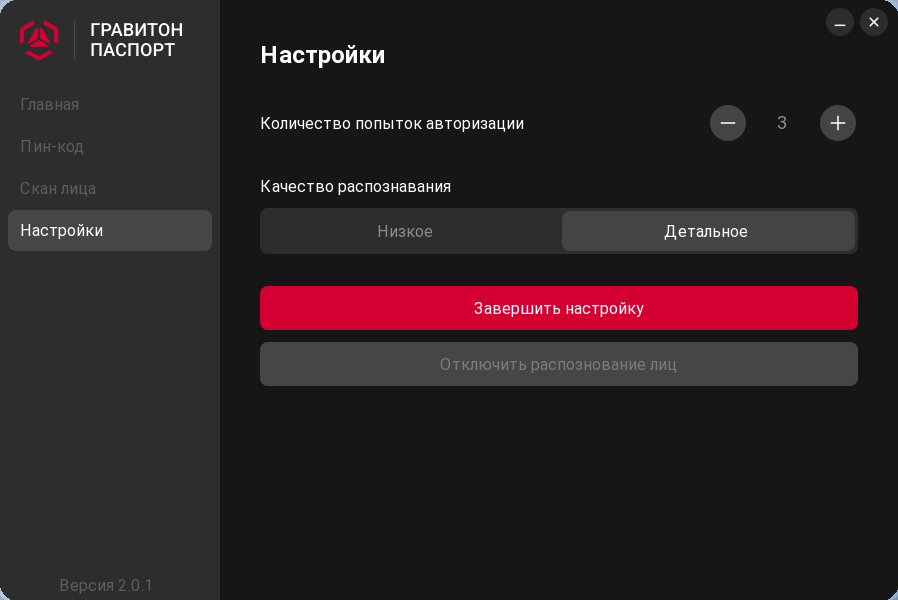 ГРАВИТОН
ПАСПОРТ
Главная
Пин-код
Скан лица
Настройки
Версия 2.0.1
Настройки
Количество попыток авторизации
3
Качество распознавания
Низкое
Детальное
Завершить настройку
Отключить распознование лиц